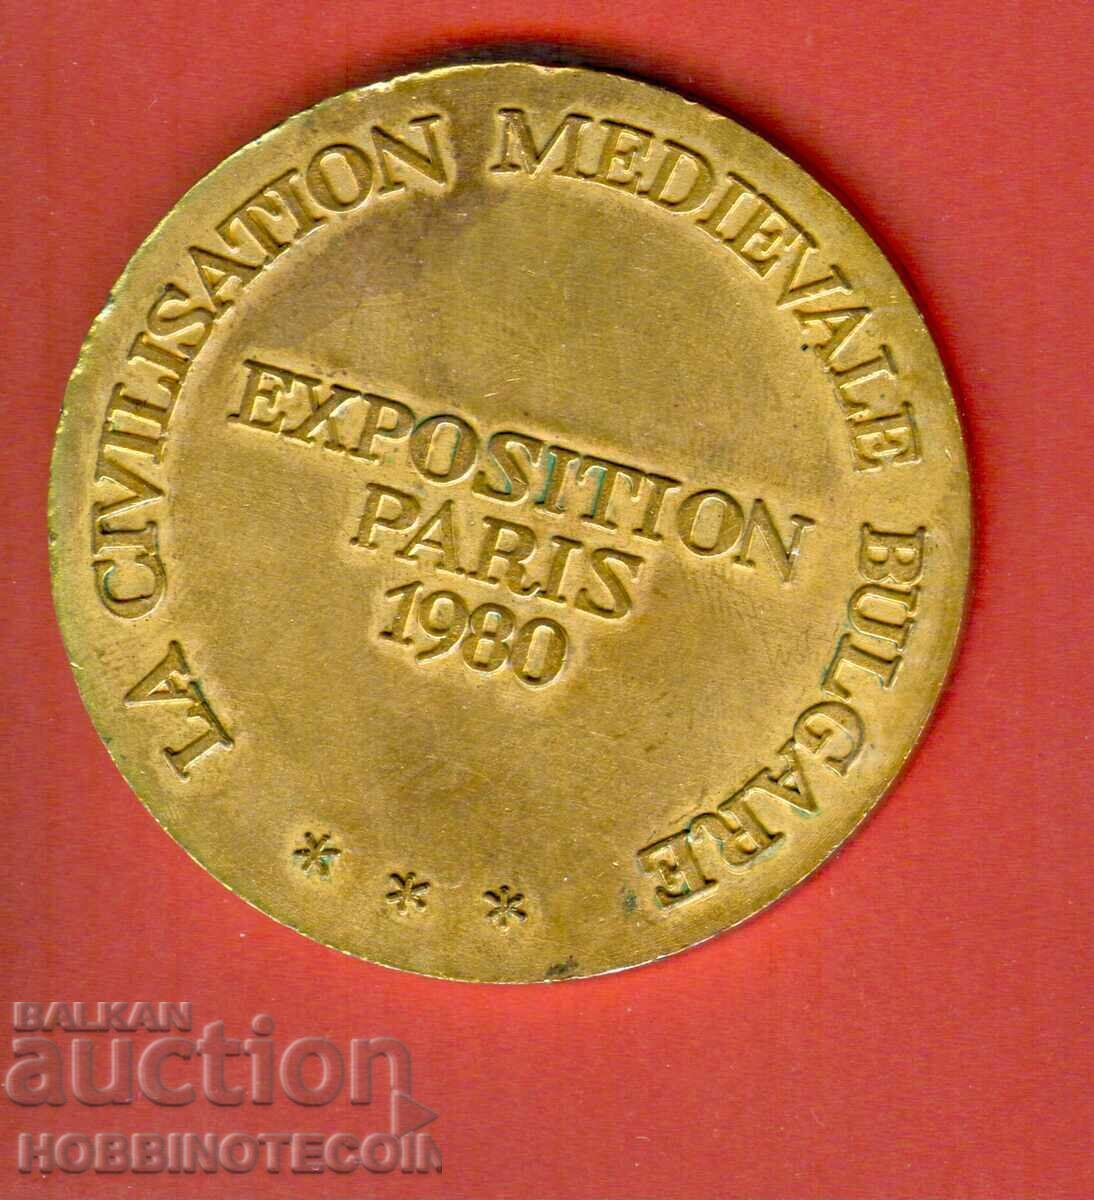 LA CIVILISATION MEDIEVALE BULGARE
EXPOSITION
PARIS
1980
* * *
BALKAN
auction
HOBBINOTECOIN